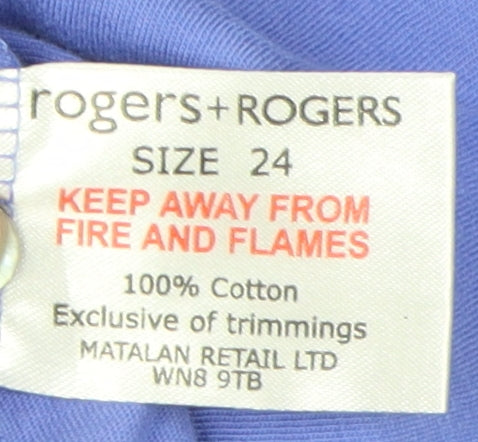 rogers+ROGERS
SIZE 24
KEEP AWAY FROM
FIRE AND FLAMES
100% Cotton
Exclusive of trimmings
MATALAN RETAIL LTD
WN8 9TB